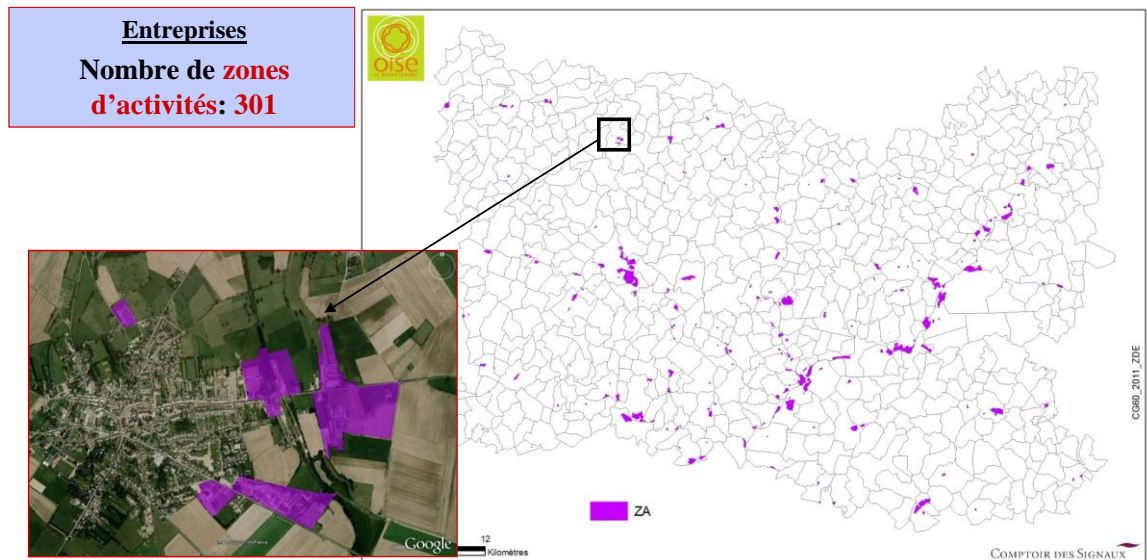 Entreprises
Nombre de zones
d’activités: 301
oise
LE DÉPARTEMENT
ZA
12
Kilomètres
Google
CG60_2011_ZDE
COMPTOIR DES SIGNAUX